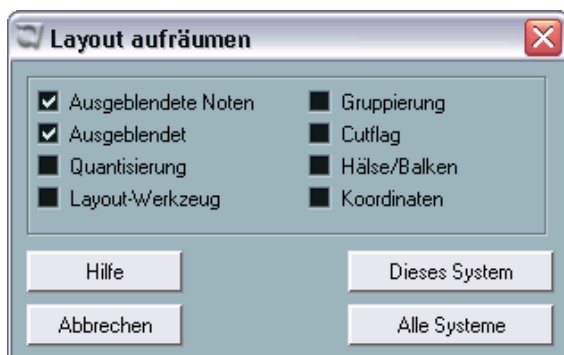 Layout aufräumen
Ausgeblendete Noten
Ausgeblendet
Quantisierung
Layout-Werkzeug
Gruppierung
Cutflag
Hälse/Balken
Koordinaten
Hilfe
Dieses System
Abbrechen
Alle Systeme